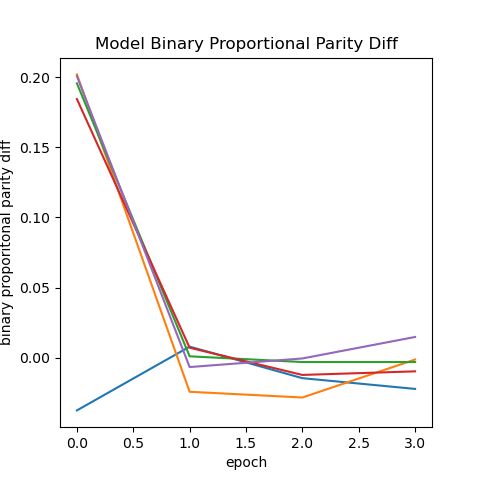 Model Binary Proportional Parity Diff
0.20
0.15
0.10
0.05
0.00
binary proporitonal parity diff
0.0 0.5 1.0 1.5 2.0 2.5 3.0
epoch